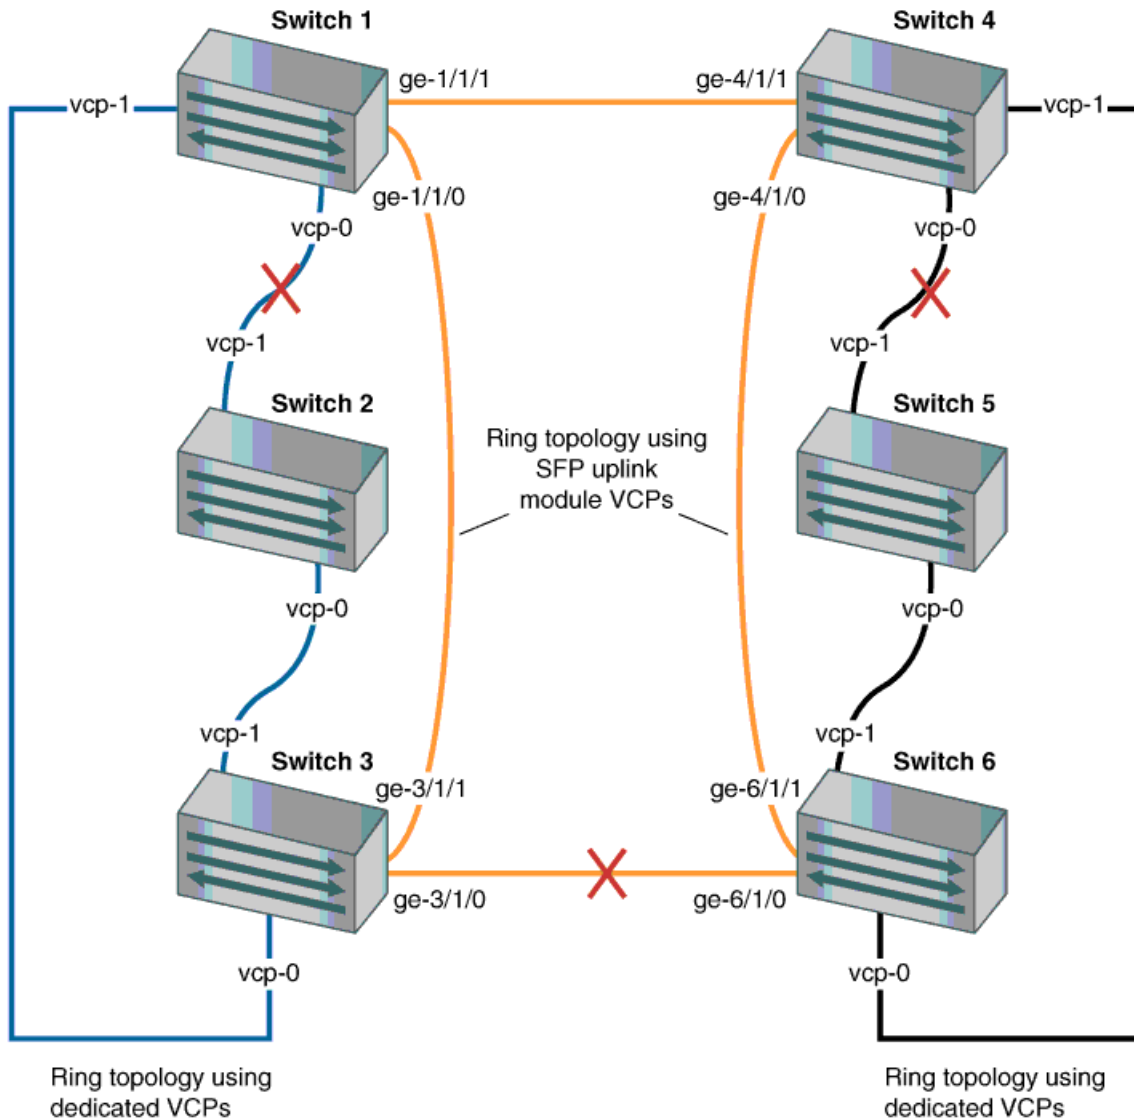 Switch 1
Switch 4
ge-1/1/1
ge-4/1/1
vcp-1
vcp-1
ge-1/1/0
ge-4/1/0
vcp-0
vcp-0
vcp-1
vcp-1
Switch 2
Switch 5
Ring topology using
SFP uplink
module VCPs
vcp-0
vcp-0
vcp-1
vcp-1
Switch 3
Switch 6
ge-3/1/1
ge-6/1/1
ge-3/1/0
ge-6/1/0
vcp-0
vcp-0
Ring topology using
dedicated VCPs
Ring topology using
dedicated VCPs